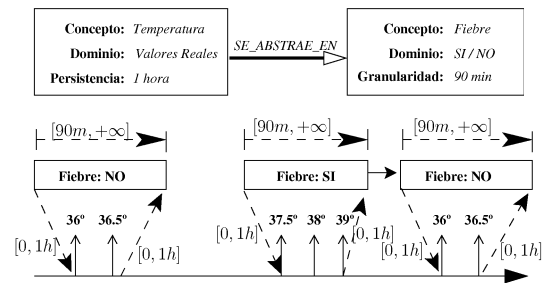 Concepto: Temperatura
Dominio: Valores Reales
Persistencia: 1 hora
SE_ABSTRAE_EN
Concepto: Fiebre
Dominio: SI / NO
Granularidad: 90 min
[90m, +∞]
[90m, +∞]
[90m, +∞]
Fiebre: NO
Fiebre: SI
Fiebre: NO
36º
36.5º
37.5º
38º
39º
36º
36.5º
[0, 1h]
[0, 1h]
[0, 1h]
[0, 1h]
[0, 1h]
[0, 1h]